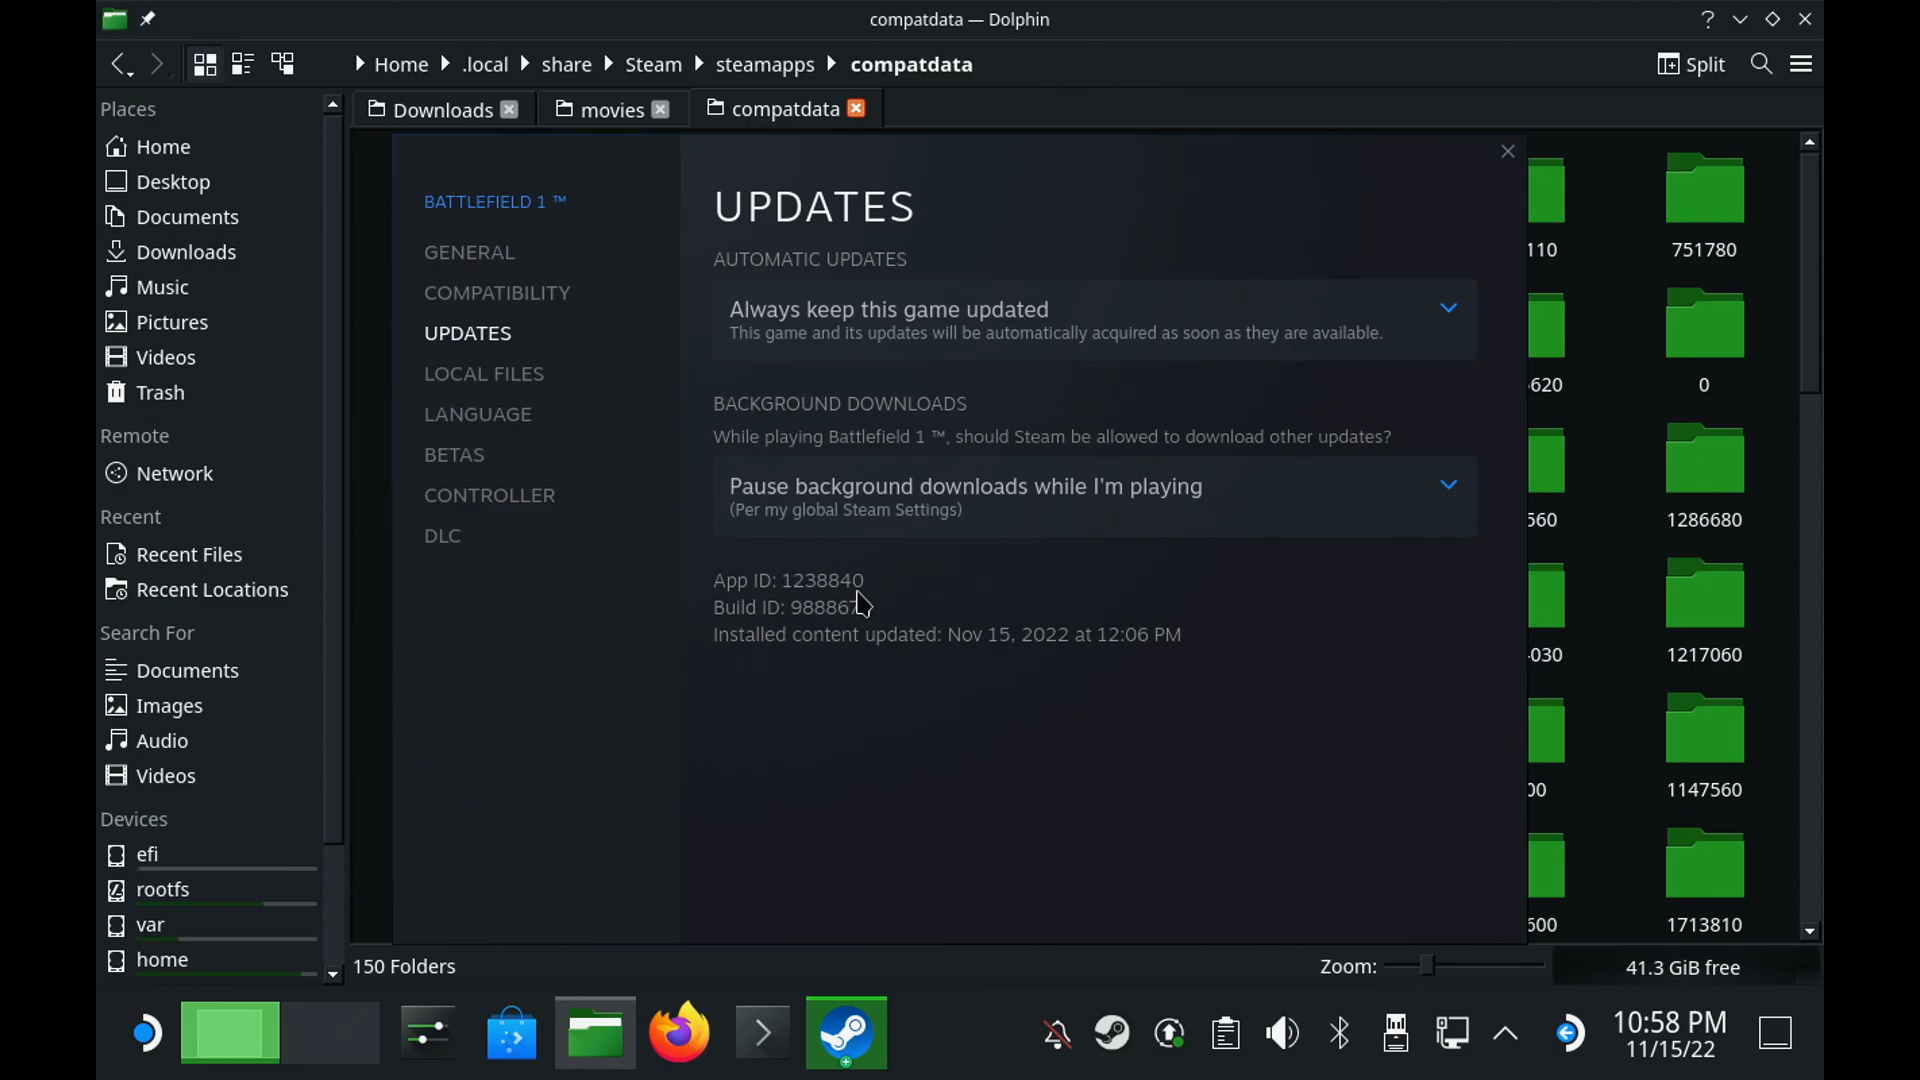 compatdata — Dolphin
?
Home .local share Steam steamapps compatdata
Split
Downloads movies compatdata
Places
Home
Desktop
Documents
Downloads
Music
Pictures
Videos
Trash
Remote
Network
Recent
Recent Files
Recent Locations
Search For
Documents
Images
Audio
Videos
Devices
efi
rootfs
var
home
BATTLEFIELD 1 ™
GENERAL
COMPATIBILITY
UPDATES
LOCAL FILES
LANGUAGE
BETAS
CONTROLLER
DLC
UPDATES
AUTOMATIC UPDATES
Always keep this game updated
This game and its updates will be automatically acquired as soon as they are available.
BACKGROUND DOWNLOADS
While playing Battlefield 1 ™, should Steam be allowed to download other updates?
Pause background downloads while I'm playing
(Per my global Steam Settings)
App ID: 1238840
Build ID:
Installed content updated: Nov 15, 2022 at 12:06 PM
751780
0
1286680
1217060
1147560
1713810
150 Folders
Zoom:
41.3 GiB free
10:58 PM
11/15/22